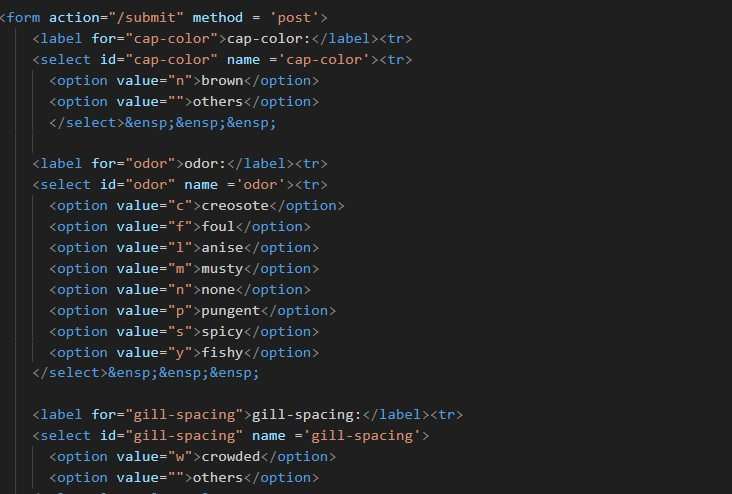 <form action="/submit" method = 'post'>
<label for="cap-color">cap-color:</label><tr>
<select id="cap-color" name ='cap-color'><tr>
<option value="n">brown</option>
<option value="">others</option>
</select>&ensp;&ensp;&ensp;
<label for="odor">odor:</label><tr>
<select id="odor" name ='odor'><tr>
<option value="c">creosote</option>
<option value="f">foul</option>
<option value="l">anise</option>
<option value="m">musty</option>
<option value="n">none</option>
<option value="p">pungent</option>
<option value="s">spicy</option>
<option value="y">fishy</option>
</select>&ensp;&ensp;&ensp;
<label for="gill-spacing">gill-spacing:</label><tr>
<select id="gill-spacing" name ='gill-spacing'>
<option value="w">crowded</option>
<option value="">others</option>